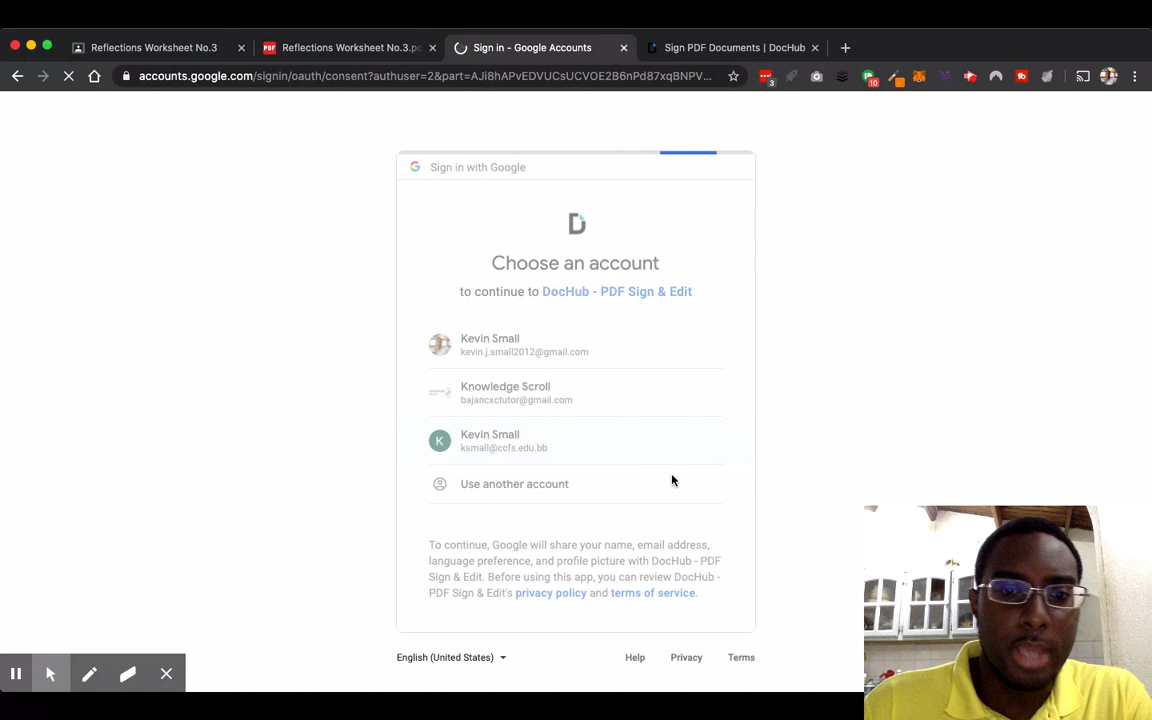 Reflections Worksheet No.3
PDF
Reflections Worksheet No.3.p
Sign in - Google Accounts
Sign PDF Documents | DocHub
accounts.google.com/signin/oauth/consent?authuser=2&part=AJi8hAPvEDVUCsUCVOE2B6nPd87xqBNPV...
3
10
G Sign in with Google
D
Choose an account
to continue to DocHub - PDF Sign & Edit
Kevin Small
kevin.j.small2012@gmail.com
Knowledge Scroll
bajancxctutor@gmail.com
K
Kevin Small
ksmall@ccfs.edu.bb
Use another account
To continue, Google will share your name, email address,
language preference, and profile picture with DocHub - PDF
Sign & Edit. Before using this app, you can review DocHub -
PDF Sign & Edit's privacy policy and terms of service.
English (United States)
Help
Privacy
Terms